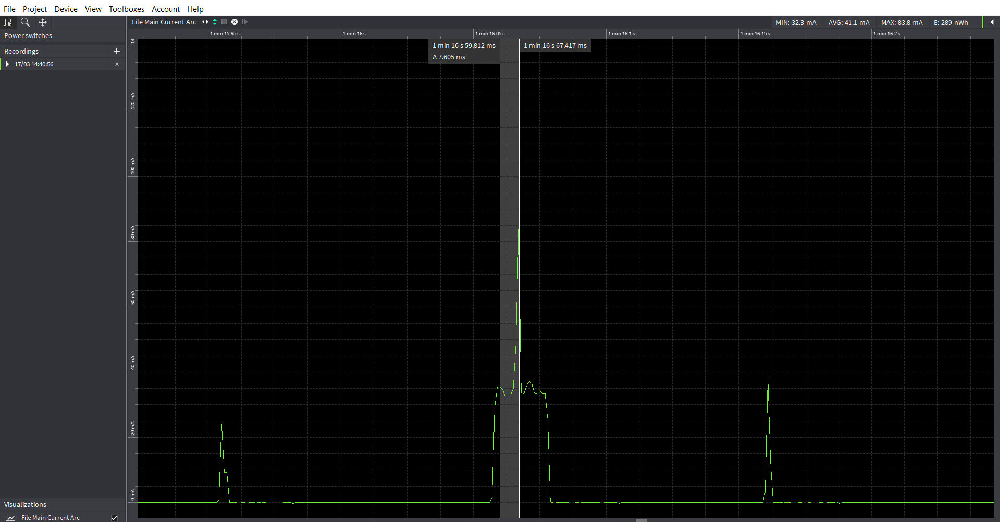 File Project Device View Toolboxes Account Help
File Main Current Arc
MIN: 32.3 mA AVG: 41.1 mA MAX: 83.8 mA E: 289 nWh
Power switches
Recordings
17/03 14:40:56
1 min 15.95 s 1 min 16 s 1 min 16.05 s 1 min 16.1 s 1 min 16.15 s 1 min 16.2 s
1 min 16 s 59.812 ms
Δ 7.605 ms
1 min 16 s 67.417 ms
14
120 mA
100 mA
80 mA
60 mA
40 mA
20 mA
0 mA
Visualizations
File Main Current Arc